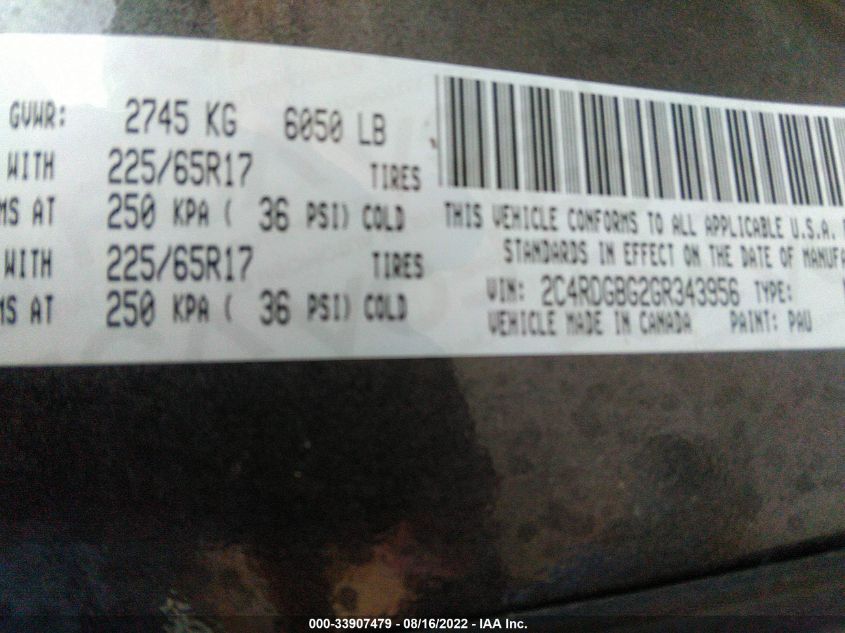 GVWR: 2745 KG 6050 LB
WITH 225/65R17 TIRES
MS AT 250 KPA ( 36 PSI) COLD
WITH 225/65R17 TIRES
MS AT 250 KPA ( 36 PSI) COLD
THIS VEHICLE CONFORMS TO ALL APPLICABLE U.S.A.
STANDARDS IN EFFECT ON THE DATE OF MANUFA
VIN: 2C4RDGBG2GR343956 TYPE:
VEHICLE MADE IN CANADA PAINT: PAU
000-33907479 - 08/16/2022 - IAA Inc.